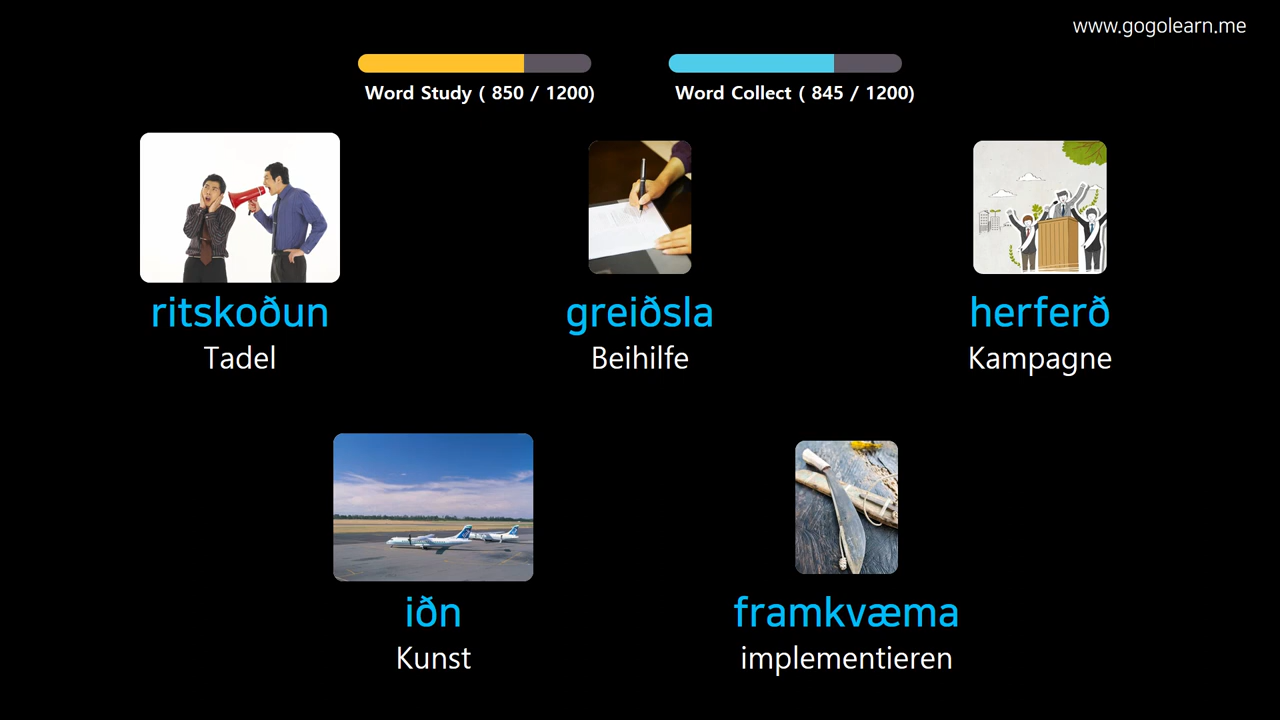 www.gogolearn.me
Word Study ( 850 / 1200)
Word Collect ( 845 / 1200)
ritskoðun
Tadel
greiðsla
Beihilfe
herferð
Kampagne
iðn
Kunst
framkvæma
implementieren